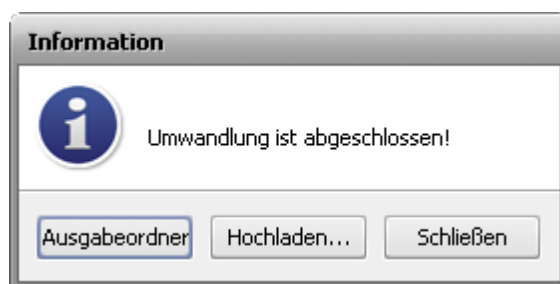 Information
Umwandlung ist abgeschlossen!
Ausgabeordner Hochladen... Schließen